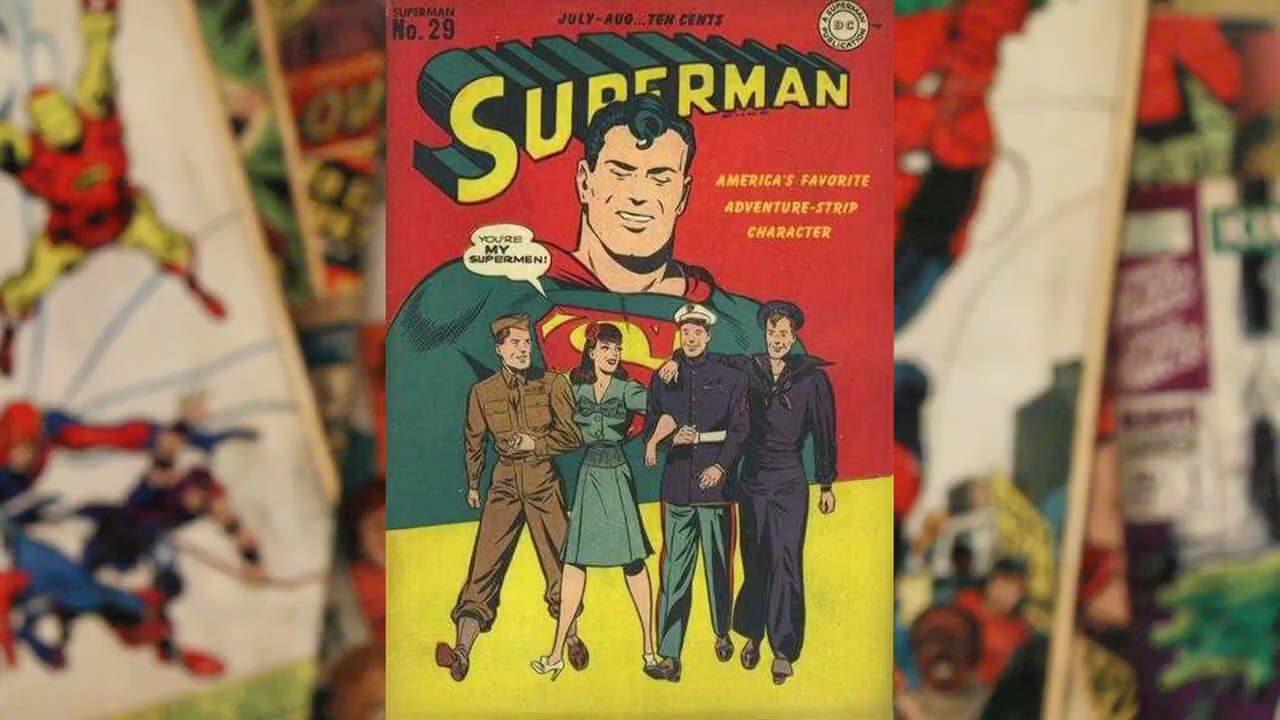 SUPERMAN
No. 29
JULY-AUG...TEN CENTS
A SUPERMAN DC PUBLICATION
SUPERMAN
AMERICA'S FAVORITE
ADVENTURE-STRIP
CHARACTER
YOU'RE
MY
SUPERMEN!